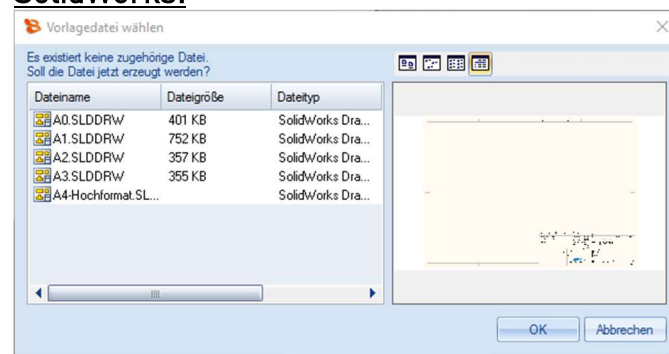 SolidWorks:
Vorlagedatei wählen
Es existiert keine zugehörige Datei.
Soll die Datei jetzt erzeugt werden?
Dateiname Dateigröße Dateityp
A0.SLDDRW 401 KB SolidWorks Dra...
A1.SLDDRW 752 KB SolidWorks Dra...
A2.SLDDRW 357 KB SolidWorks Dra...
A3.SLDDRW 355 KB SolidWorks Dra...
A4-Hochformat.SL... SolidWorks Dra...
OK Abbrechen